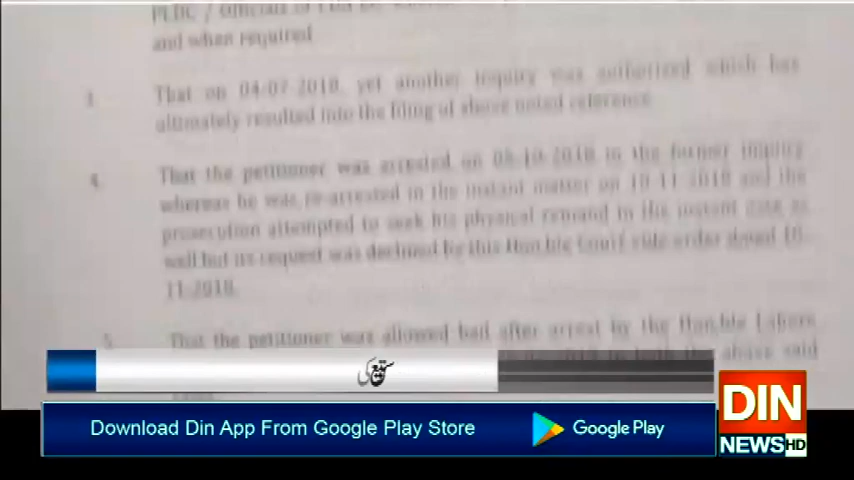 and when required
3. That on 04-07-2018, yet another inquiry was authorized which has
ultimately resulted into the filing of above noted reference.
4. That the petitioner was arrested on 05-10-2018 in the former inquiry
whereas he was re-arrested in the instant matter on 10-11-2018 and the
prosecution attempted to seek his physical remand in the instant case as
well but its request was declined by this Hon,ble Court vide order dated 10-
11-2018.
5. That the petitioner was allowed bail after arrest by the Hon,ble Lahore
above said
Download Din App From Google Play Store
Google Play
DIN
NEWS HD